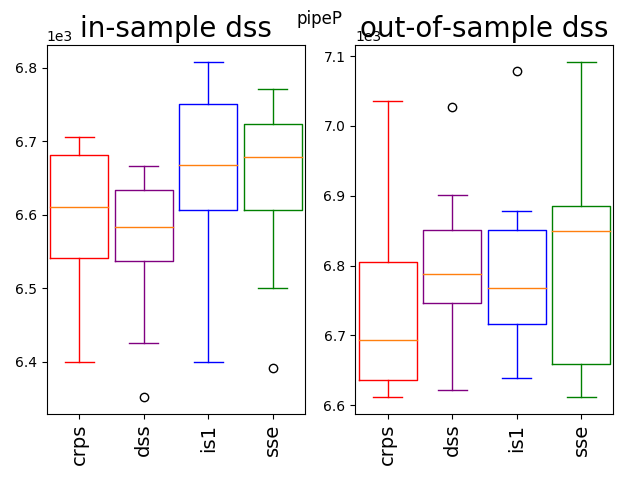 pipeP
in-sample dss
1e3
6.8
6.7
6.6
6.5
6.4
crps
dss
is1
sse
out-of-sample dss
1e3
7.1
7.0
6.9
6.8
6.7
6.6
crps
dss
is1
sse